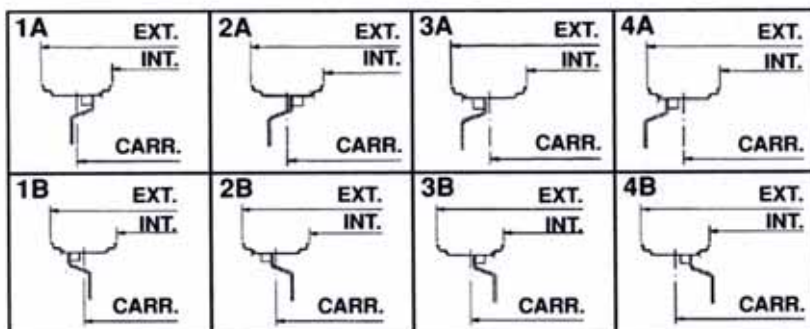 1A EXT. 2A EXT. 3A EXT. 4A EXT.
INT. INT. INT. INT.
CARR. CARR. CARR. CARR.
1B EXT. 2B EXT. 3B EXT. 4B EXT.
INT. INT. INT. INT.
CARR. CARR. CARR. CARR.